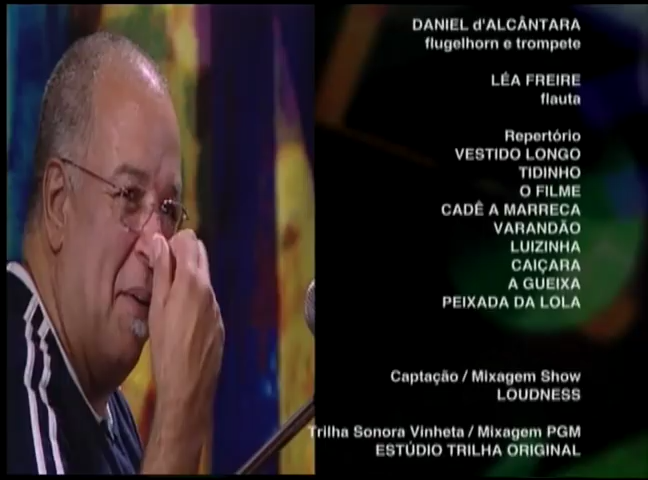 DANIEL d'ALCÂNTARA
flugelhorn e trompete
LÉA FREIRE
flauta
Repertório
VESTIDO LONGO
TIDINHO
O FILME
CADÊ A MARRECA
VARANDÃO
LUIZINHA
CAIÇARA
A GUEIXA
PEIXADA DA LOLA
Captação / Mixagem Show
LOUDNESS
Trilha Sonora Vinheta / Mixagem PGM
ESTÚDIO TRILHA ORIGINAL